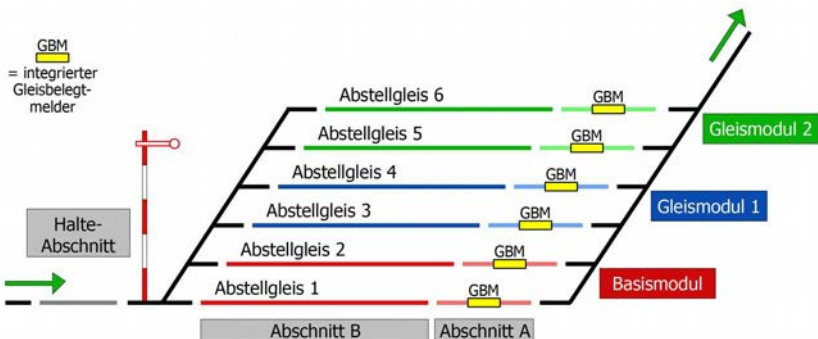 GBM
= integrierter
Gleisbelegt-
melder
Halte-
Abschnitt
Abstellgleis 6
GBM
Abstellgleis 5
GBM
Gleismodul 2
Abstellgleis 4
GBM
Abstellgleis 3
GBM
Gleismodul 1
Abstellgleis 2
GBM
Abstellgleis 1
GBM
Basismodul
Abschnitt B
Abschnitt A